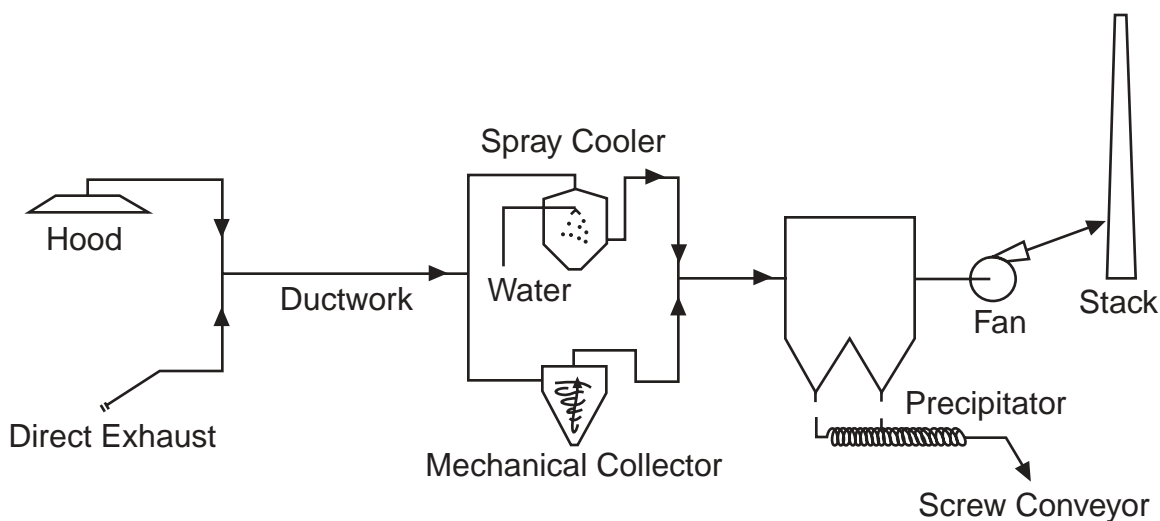 Spray Cooler
Hood
Ductwork
Water
Fan
Stack
Direct Exhaust
Precipitator
Mechanical Collector
Screw Conveyor